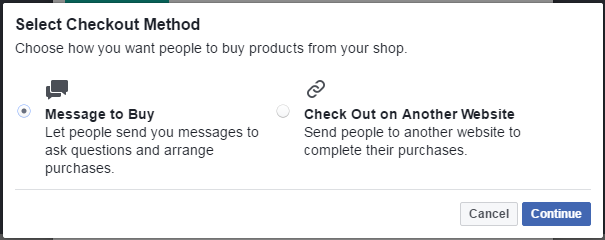 Select Checkout Method
Choose how you want people to buy products from your shop.
Message to Buy
Let people send you messages to
ask questions and arrange
purchases.
Check Out on Another Website
Send people to another website to
complete their purchases.
Cancel
Continue